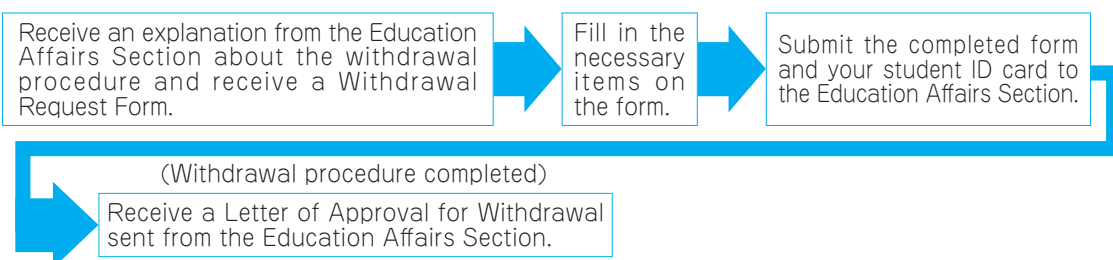 Receive an explanation from the Education
Affairs Section about the withdrawal
procedure and receive a Withdrawal
Request Form.
Fill in the
necessary
items on
the form.
Submit the completed form
and your student ID card to
the Education Affairs Section.
(Withdrawal procedure completed)
Receive a Letter of Approval for Withdrawal
sent from the Education Affairs Section.